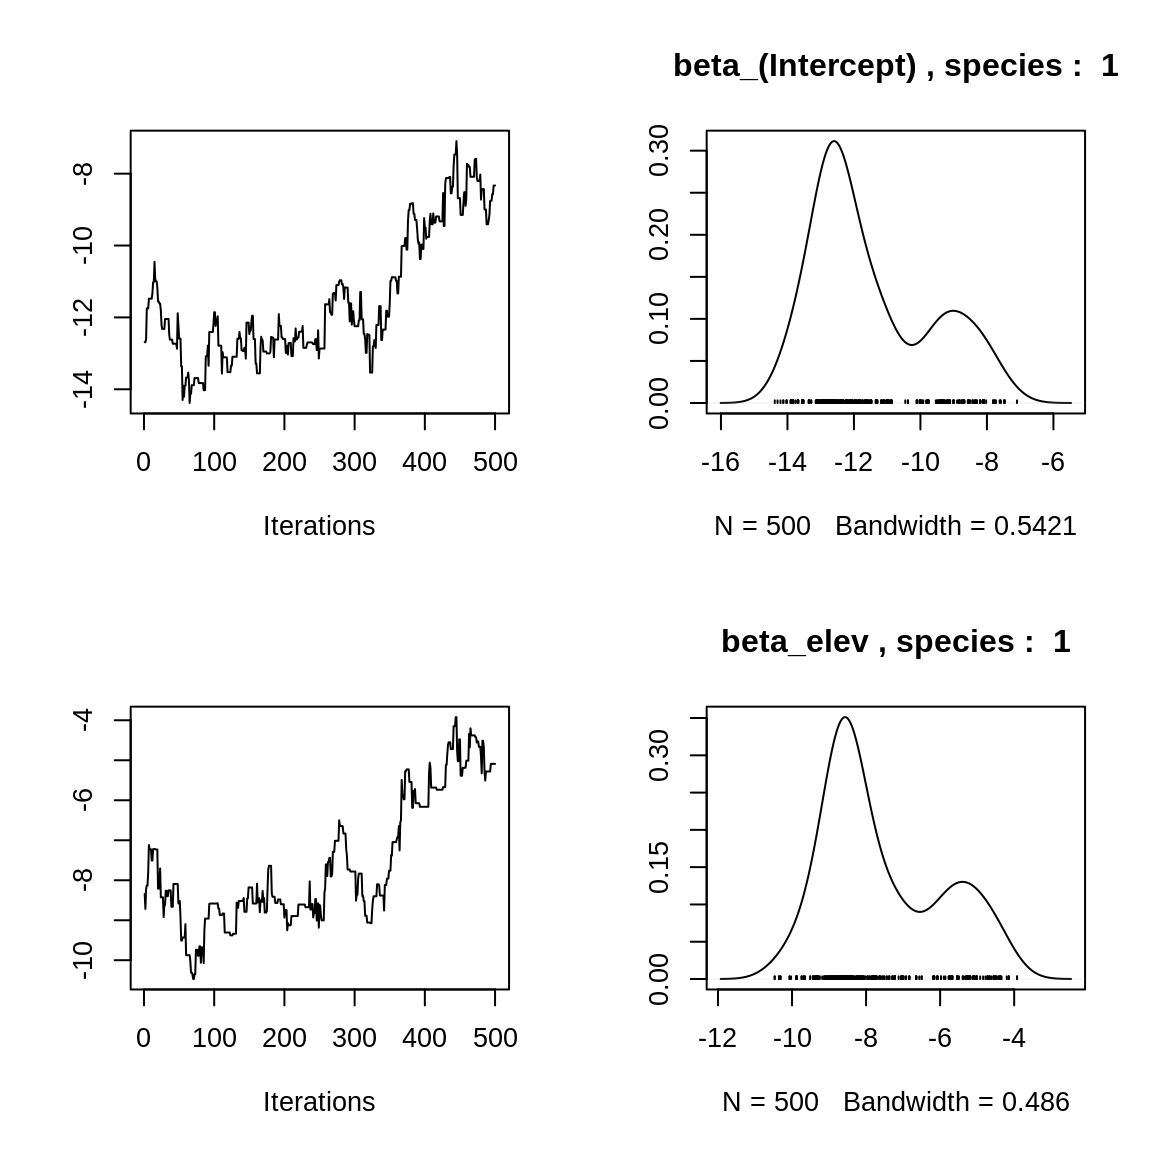 beta_(Intercept) , species :  1
-8
-10
-12
-14
0 100 200 300 400 500
Iterations
0.30
0.20
0.10
0.00
-16 -14 -12 -10 -8 -6
N = 500   Bandwidth = 0.5421
beta_elev , species :  1
-4
-6
-8
-10
0 100 200 300 400 500
Iterations
0.30
0.15
0.00
-12 -10 -8 -6 -4
N = 500   Bandwidth = 0.486